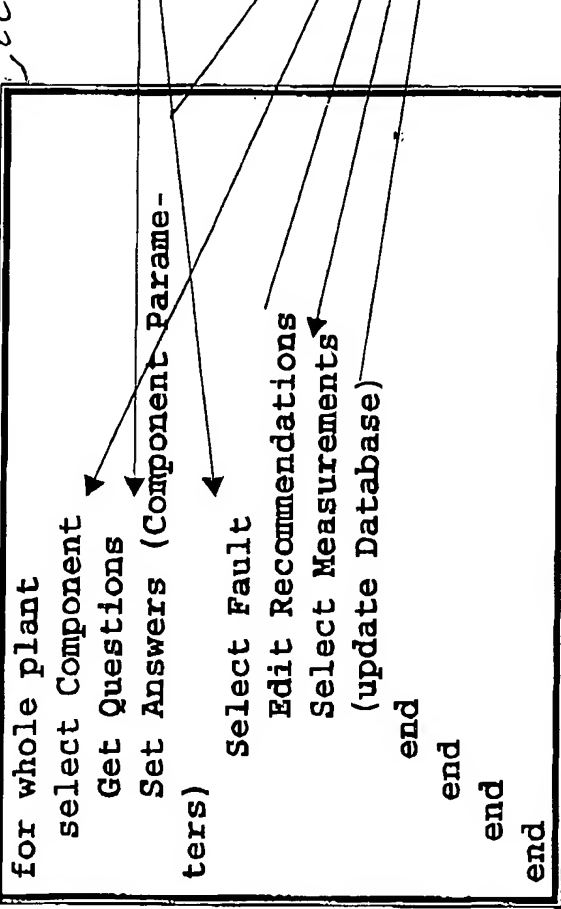 for whole plant
select Component
Get Questions
Set Answers (Component Parame-
ters)
Select Fault
Edit Recommendations
Select Measurements
(update Database)
end
end
end
end